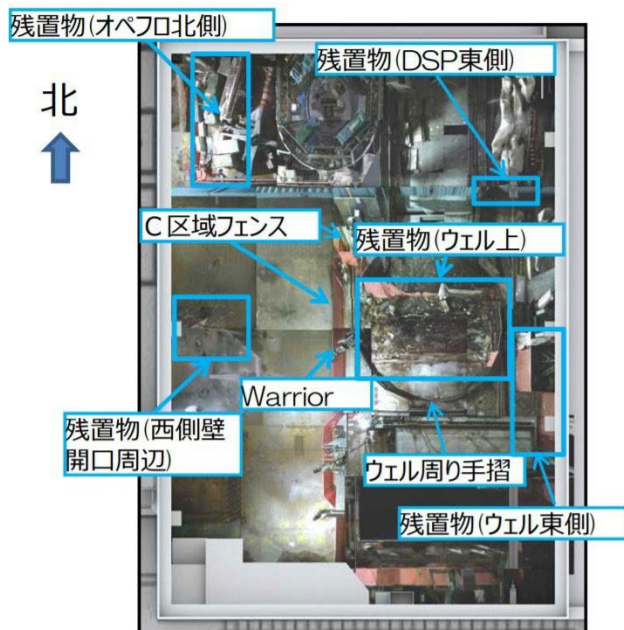 残置物(オペフロ北側)
残置物(DSP東側)
北
C区域フェンス
残置物(ウェル上)
Warrior
残置物(西側壁
開口周辺)
ウェル周り手摺
残置物(ウェル東側)